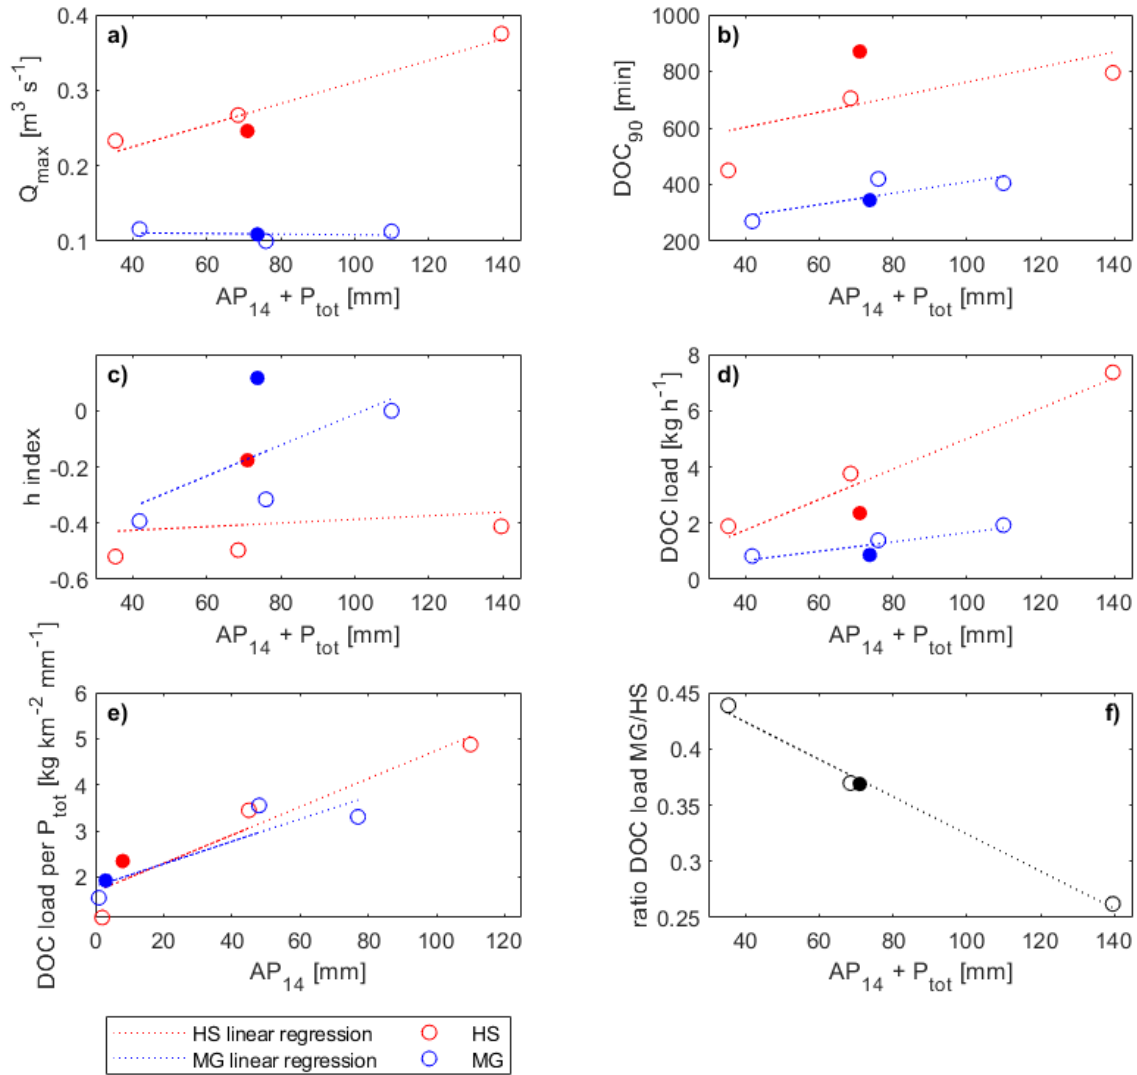 a)
Q_max [m^3 s^-1]
0.4
0.3
0.2
0.1
40 60 80 100 120 140
AP_14 + P_tot [mm]
b)
DOC_90 [min]
1000
800
600
400
200
40 60 80 100 120 140
AP_14 + P_tot [mm]
c)
h index
0
-0.2
-0.4
-0.6
40 60 80 100 120 140
AP_14 + P_tot [mm]
d)
DOC load [kg h^-1]
8
6
4
2
0
40 60 80 100 120 140
AP_14 + P_tot [mm]
e)
DOC load per P_tot [kg km^-2 mm^-1]
6
5
4
3
2
0 20 40 60 80 100 120
AP_14 [mm]
f)
ratio DOC load MG/HS
0.45
0.4
0.35
0.3
0.25
40 60 80 100 120 140
AP_14 + P_tot [mm]
HS linear regression HS
MG linear regression MG